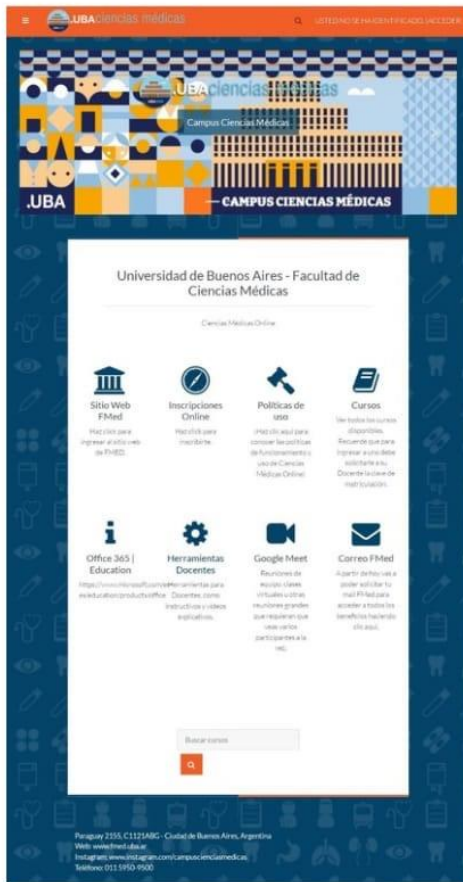 .UBAciencias médicas
USTED NO SE HA IDENTIFICADO. (ACCEDER)
.UBAciencias médicas
Campus Ciencias Médicas
.UBA
— CAMPUS CIENCIAS MÉDICAS
Universidad de Buenos Aires - Facultad de
Ciencias Médicas
Ciencias Médicas Online
Sitio Web
FMed
Haz click para
ingresar al sitio web
de FMED.
Inscripciones
Online
Haz click para
inscribirte.
Políticas de
uso
¡Haz clic aquí para
conocer las políticas
de funcionamiento y
uso de Ciencias
Médicas Online!
Cursos
Ver todos los cursos
disponibles.
Recuerde que para
ingresar a uno debe
solicitarle a su
Docente la clave de
matriculación.
Office 365 |
Education
Herramientas
Docentes
Herramientas para
Docentes, como
instructivos y videos
explicativos.
Google Meet
Reuniones de
equipo, clases
virtuales u otras
reuniones grandes
que requieran que
veas varios
participantes a la
vez.
Correo FMed
A partir de hoy vas a
poder solicitar tu
mail FMed para
acceder a todos los
beneficios haciendo
clic aquí.
Buscar cursos
Paraguay 2155, C1121ABG - Ciudad de Buenos Aires, Argentina
Web: www.fmed.uba.ar
Instagram: www.instagram.com/campuscienciasmedicas
Teléfono: 011 5950-9500